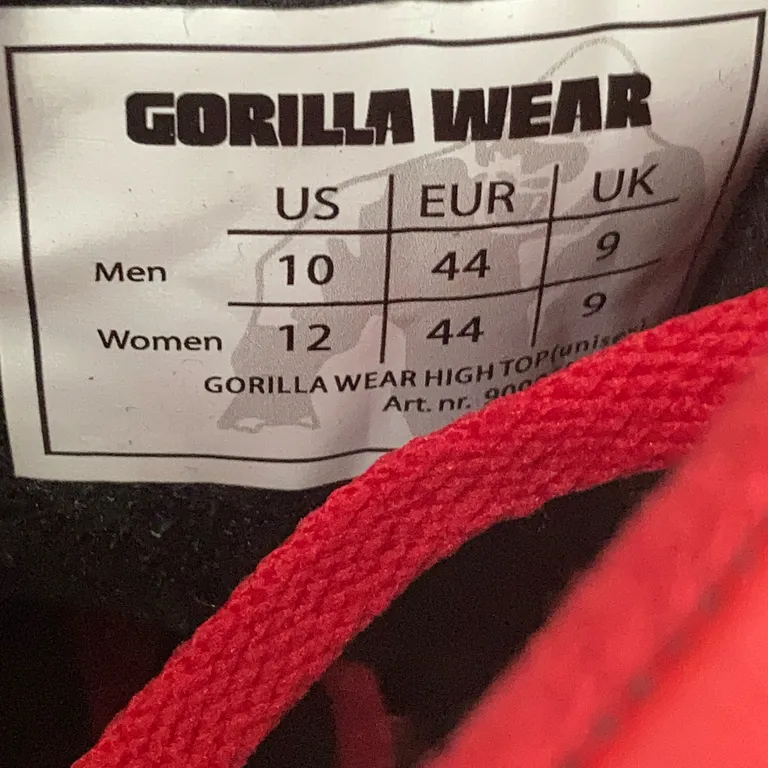 GORILLA WEAR
US EUR UK
Men 10 44 9
Women 12 44 9
GORILLA WEAR HIGH TOP(unisex)
Art. nr.